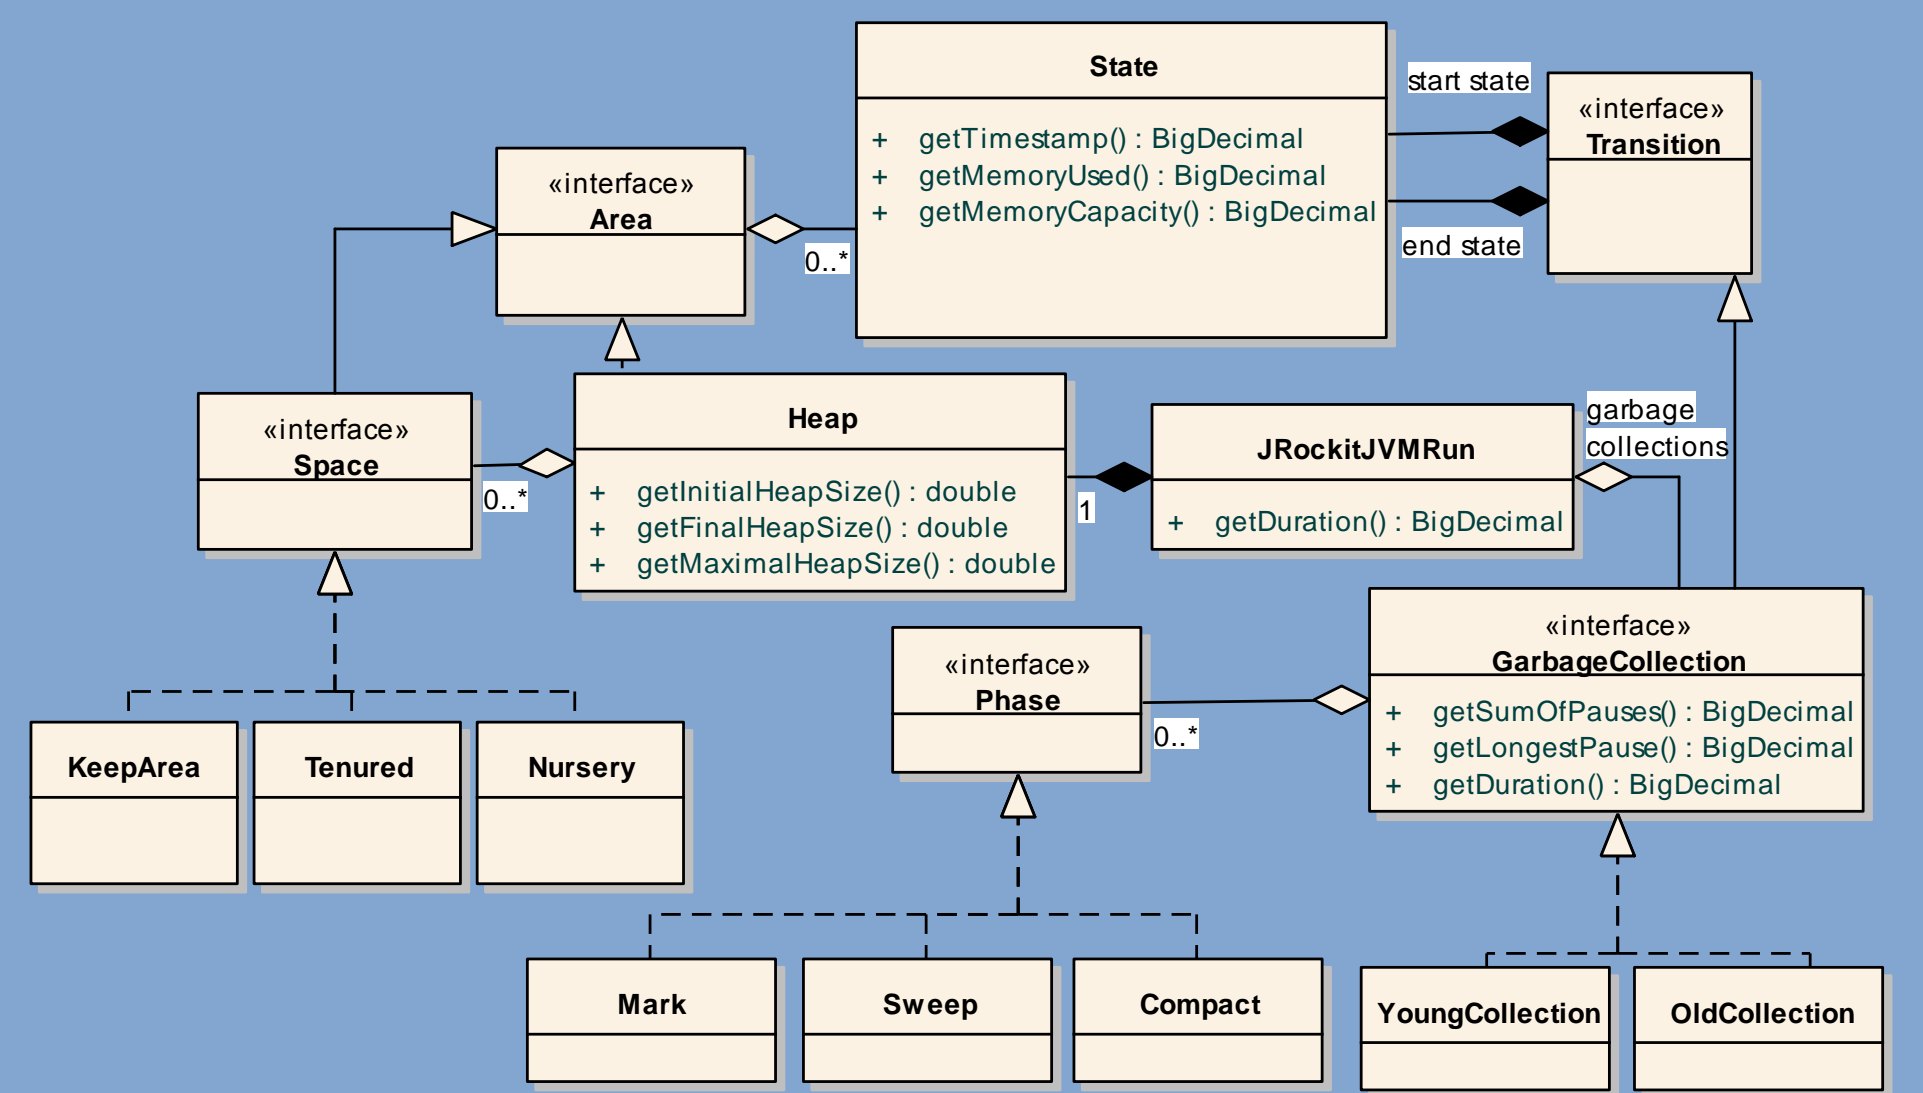 State
+ getTimestamp() : BigDecimal
+ getMemoryUsed() : BigDecimal
+ getMemoryCapacity() : BigDecimal
start state
end state
«interface»
Transition
«interface»
Area
0..*
«interface»
Space
0..*
Heap
+ getInitialHeapSize() : double
+ getFinalHeapSize() : double
+ getMaximalHeapSize() : double
1
JRockitJVMRun
+ getDuration() : BigDecimal
garbage
collections
«interface»
GarbageCollection
+ getSumOfPauses() : BigDecimal
+ getLongestPause() : BigDecimal
+ getDuration() : BigDecimal
«interface»
Phase
0..*
KeepArea
Tenured
Nursery
Mark
Sweep
Compact
YoungCollection
OldCollection